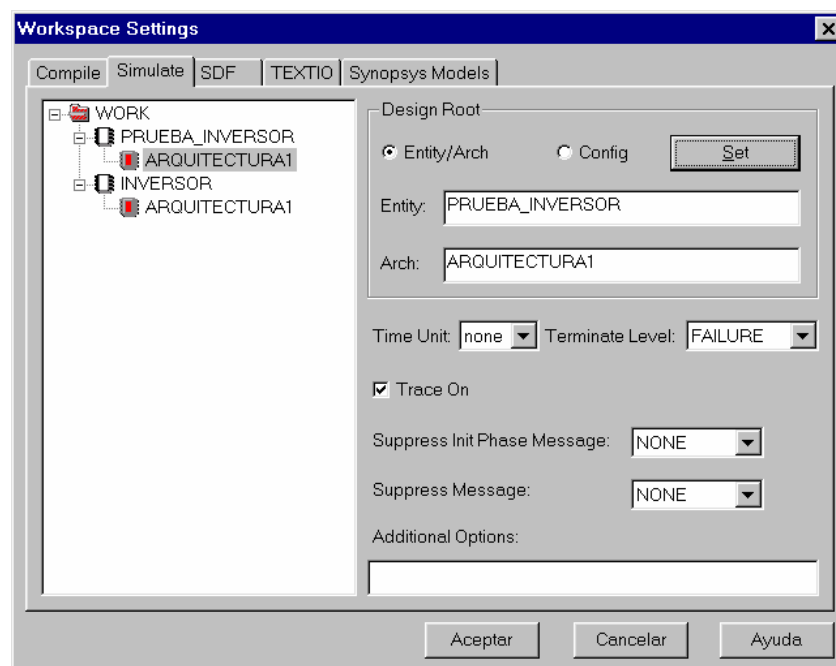 Workspace Settings
Compile Simulate SDF TEXTIO Synopsys Models
WORK
PRUEBA_INVERSOR
ARQUITECTURA1
INVERSOR
ARQUITECTURA1
Design Root
Entity/Arch Config Set
Entity: PRUEBA_INVERSOR
Arch: ARQUITECTURA1
Time Unit: none Terminate Level: FAILURE
Trace On
Suppress Init Phase Message: NONE
Suppress Message: NONE
Additional Options:
Aceptar Cancelar Ayuda